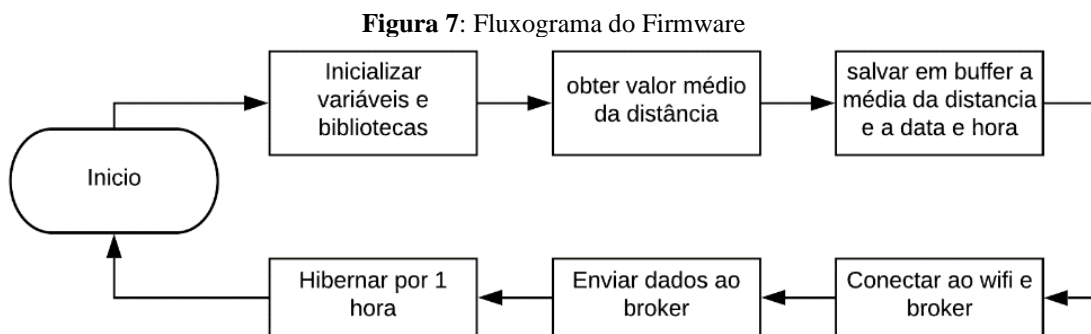 Figura 7: Fluxograma do Firmware
Inicio
Inicializar
variáveis e
bibliotecas
obter valor médio
da distância
salvar em buffer a
média da distancia
e a data e hora
Conectar ao wifi e
broker
Enviar dados ao
broker
Hibernar por 1
hora